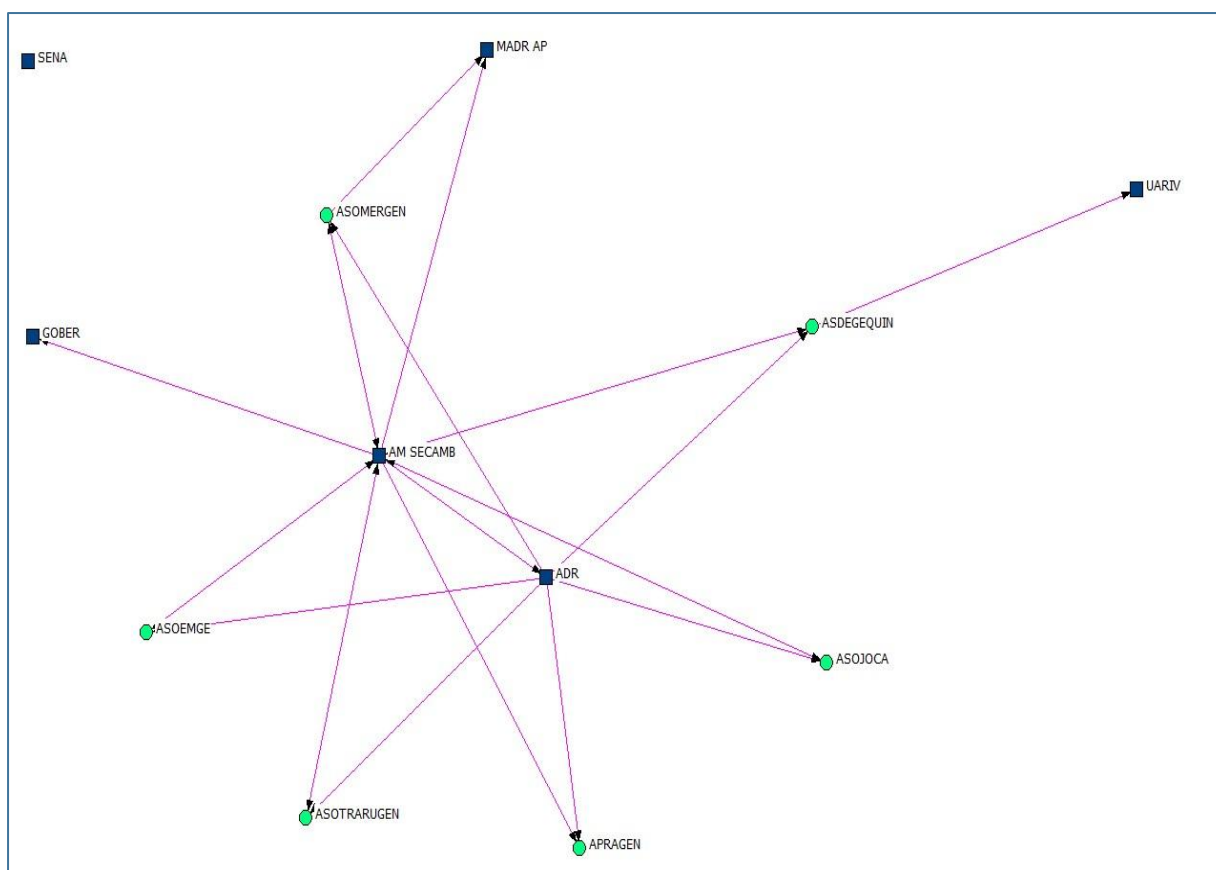 MADR AP
SENA
UARIV
ASOMERGEN
ASDEGEQUIN
GOBER
AM SECAMB
ADR
ASOEMGE
ASOJOCA
ASOTRARUGEN
APRAGEN